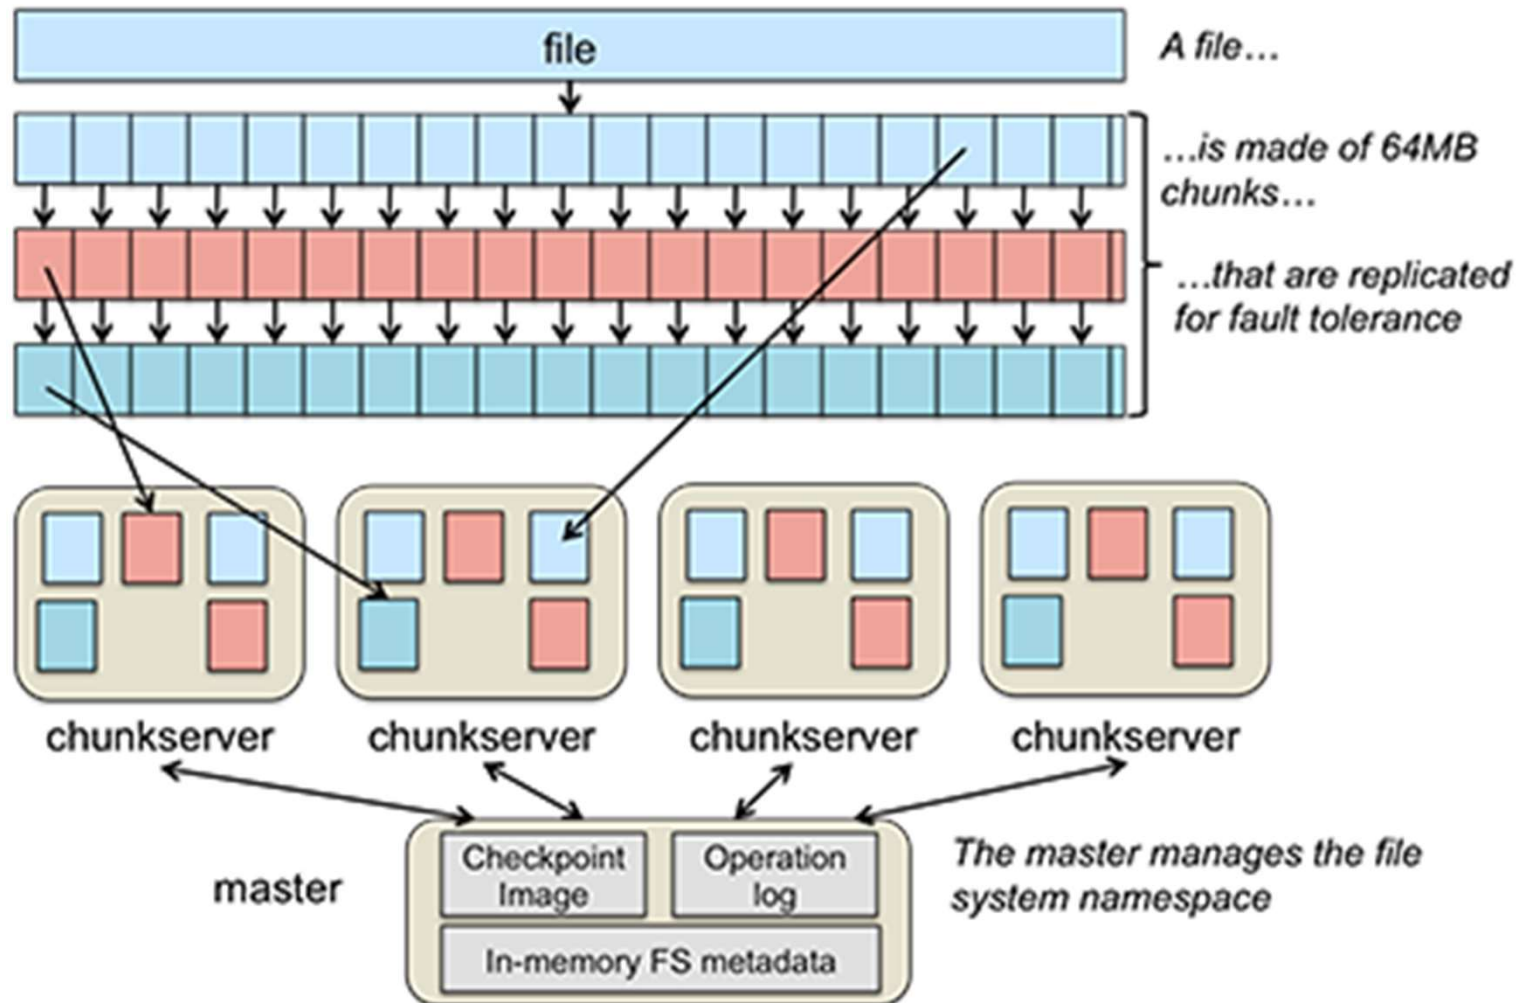 file
A file…
…is made of 64MB
chunks…
…that are replicated
for fault tolerance
chunkserver
chunkserver
chunkserver
chunkserver
master
Checkpoint
Image
Operation
log
In-memory FS metadata
The master manages the file
system namespace